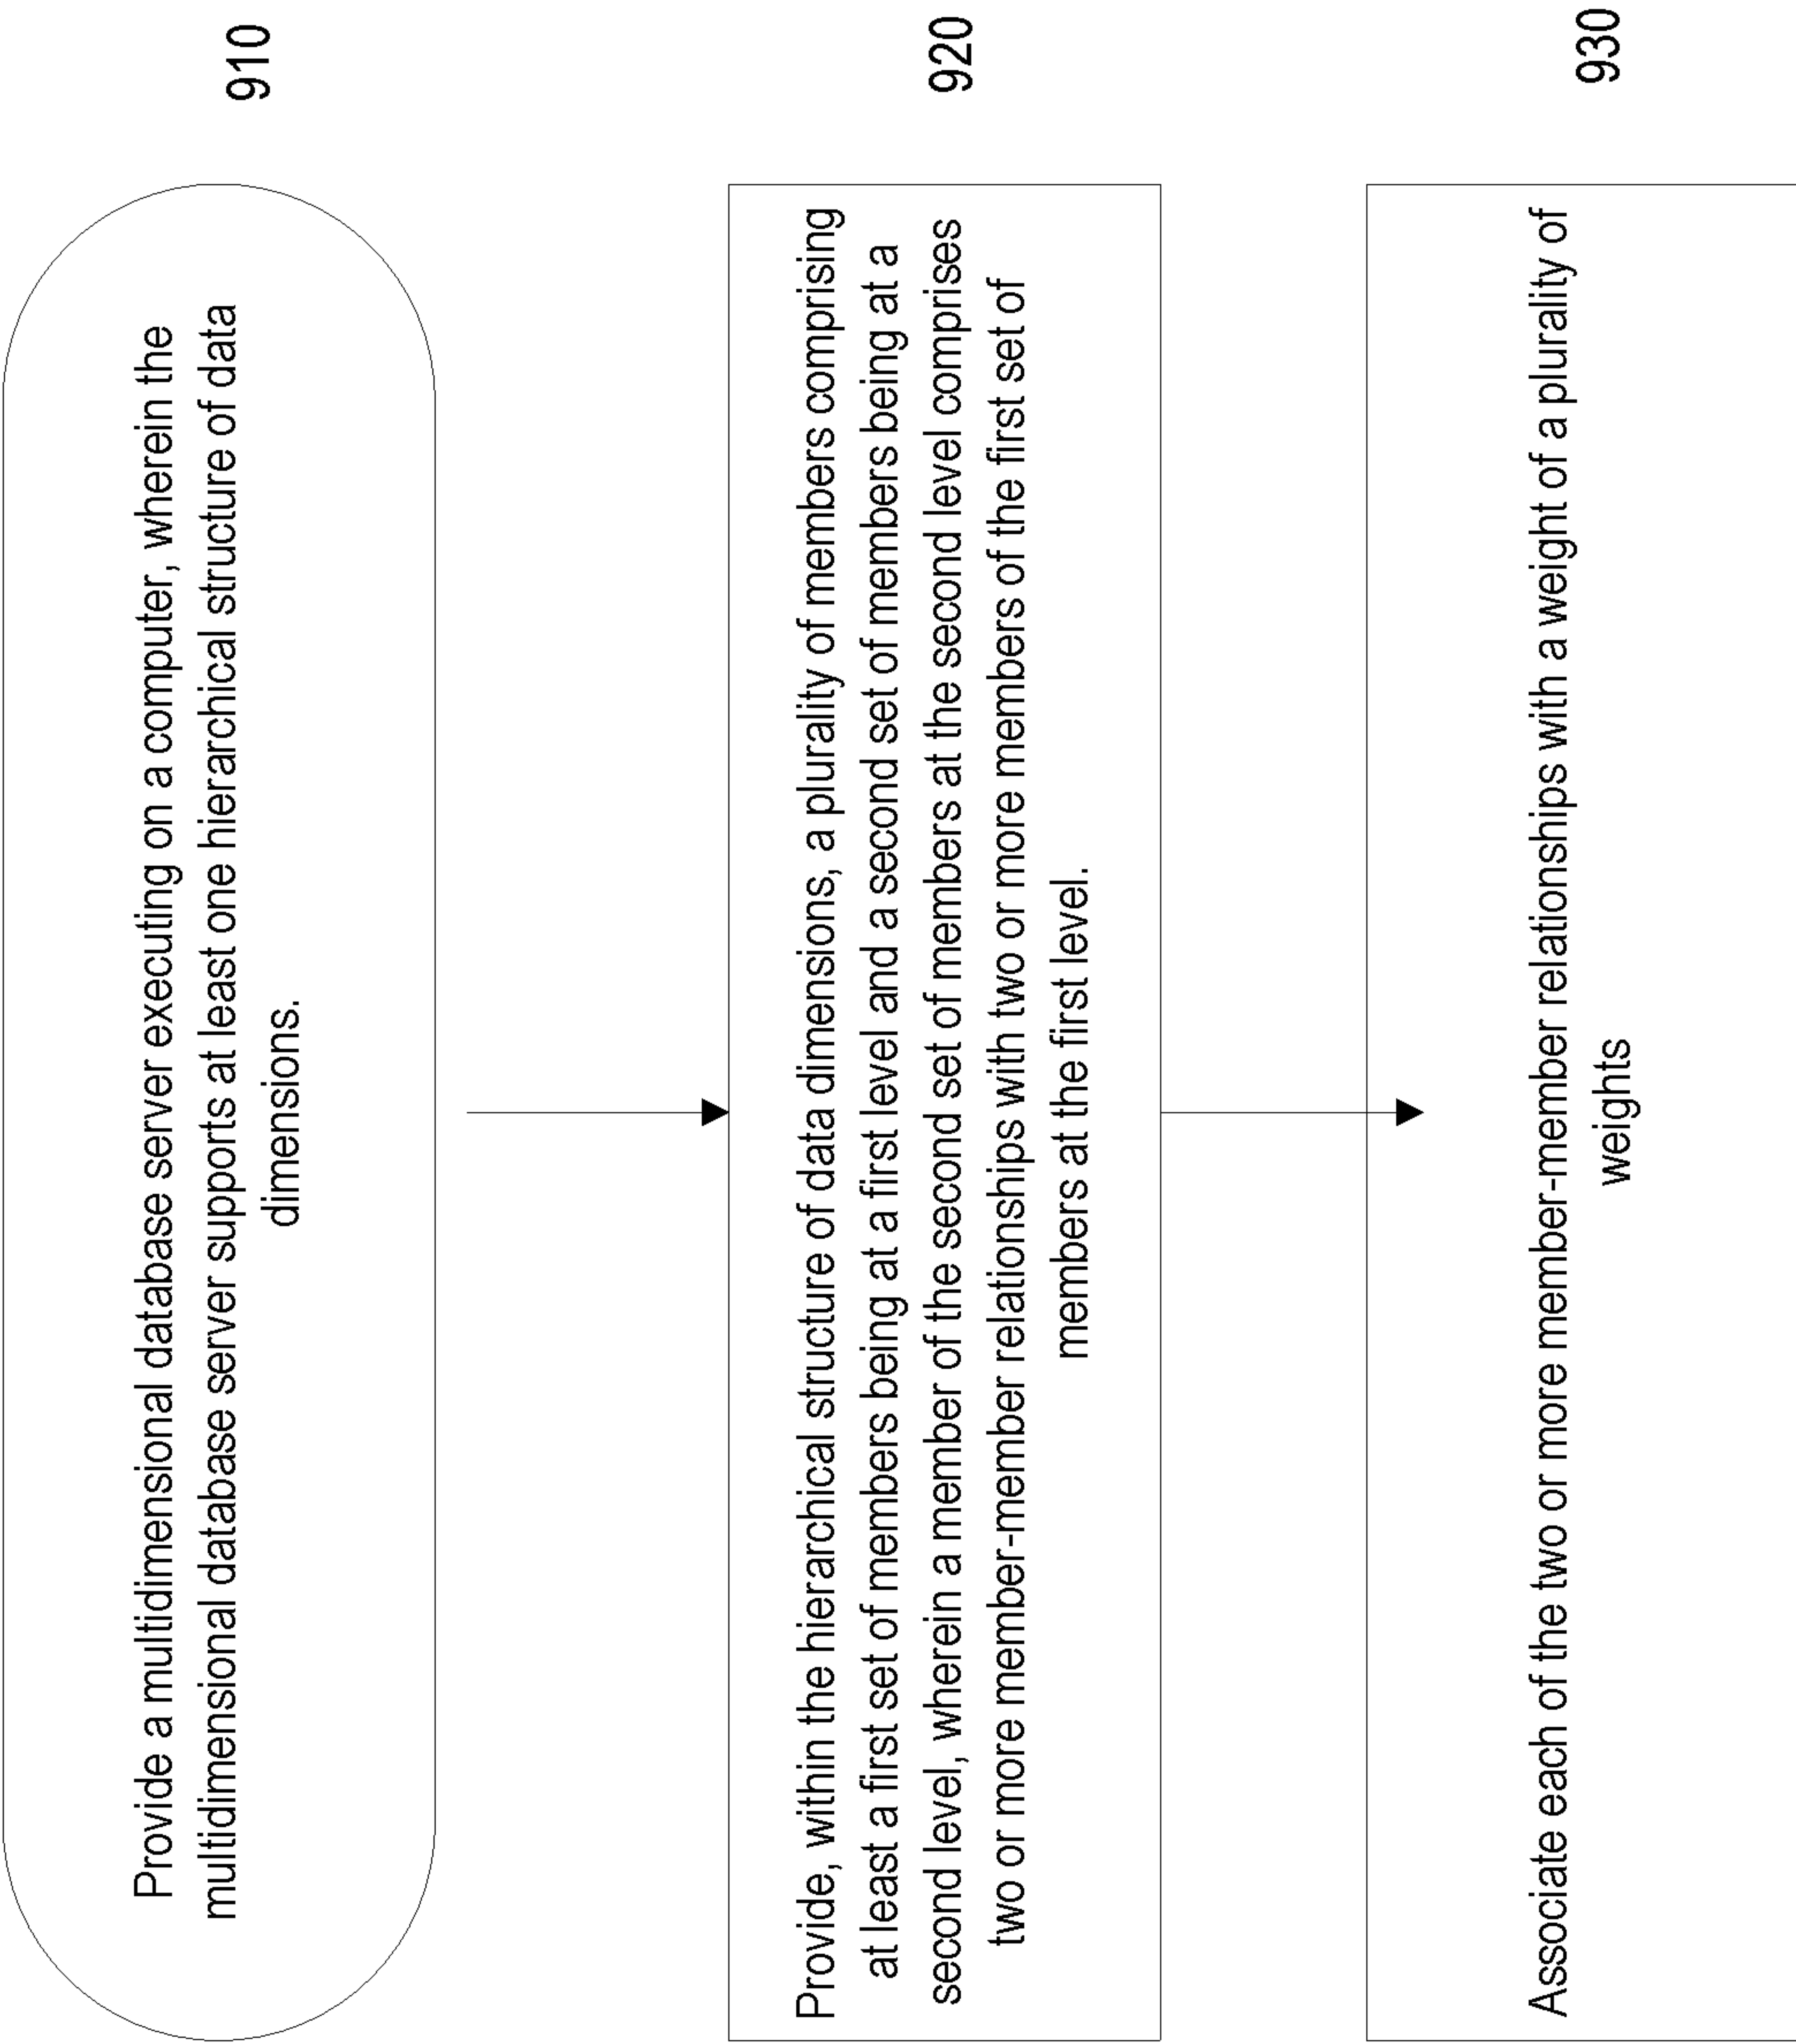 Provide a multidimensional database server executing on a computer, wherein the
multidimensional database server supports at least one hierarchical structure of data
dimensions.
910
Provide, within the hierarchical structure of data dimensions, a plurality of members comprising
at least a first set of members being at a first level and a second set of members being at a
second level, wherein a member of the second set of members at the second level comprises
two or more member-member relationships with two or more members of the first set of
members at the first level.
920
Associate each of the two or more member-member relationships with a weight of a plurality of
weights
930